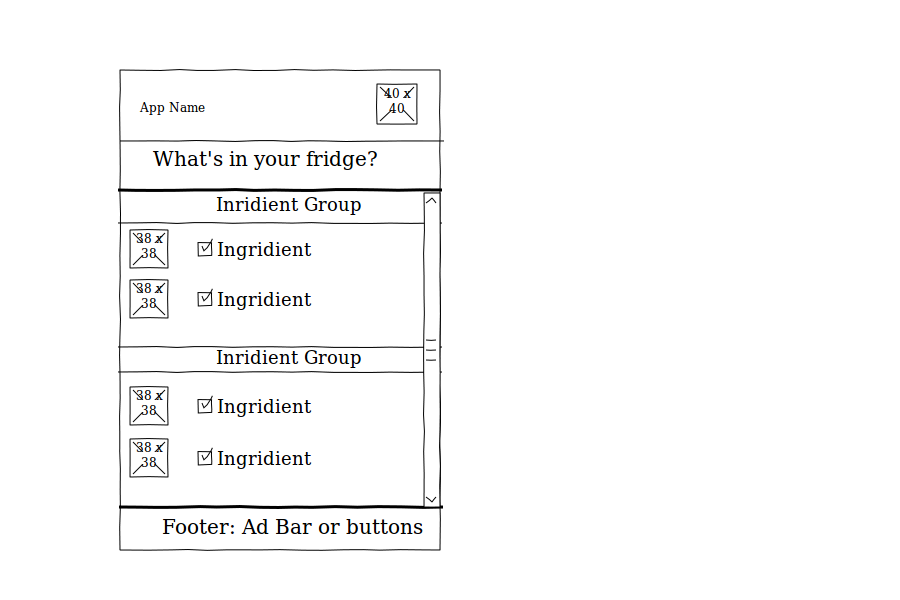 App Name
40 x
40
What's in your fridge?
Inridient Group
38 x
38
Ingridient
38 x
38
Ingridient
Inridient Group
38 x
38
Ingridient
38 x
38
Ingridient
Footer: Ad Bar or buttons